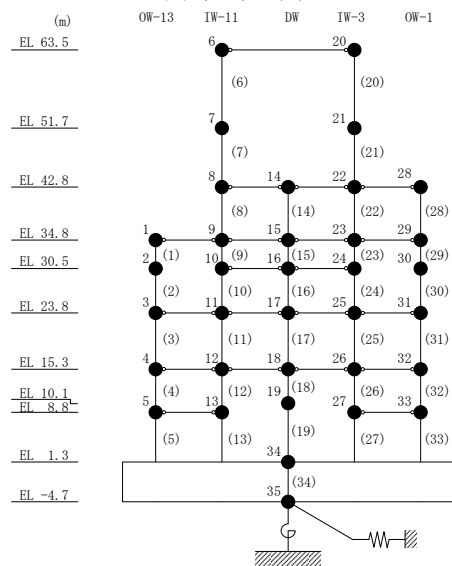 (m) OW-13 IW-11 DW IW-3 OW-1
EL 63.5 6 20
(6) (20)
EL 51.7 7 21
(7) (21)
EL 42.8 8 14 22 28
(8) (14) (22) (28)
EL 34.8 1 9 15 23 29
(1) (9) (15) (23) (29)
EL 30.5 2 10 16 24 30
(2) (10) (16) (24) (30)
EL 23.8 3 11 17 25 31
(3) (11) (17) (25) (31)
EL 15.3 4 12 18 26 32
(4) (12) (18) (26) (32)
EL 10.1 19
EL 8.8 5 13 27 33
(5) (13) (19) (27) (33)
EL 1.3 34
(34)
EL -4.7 35